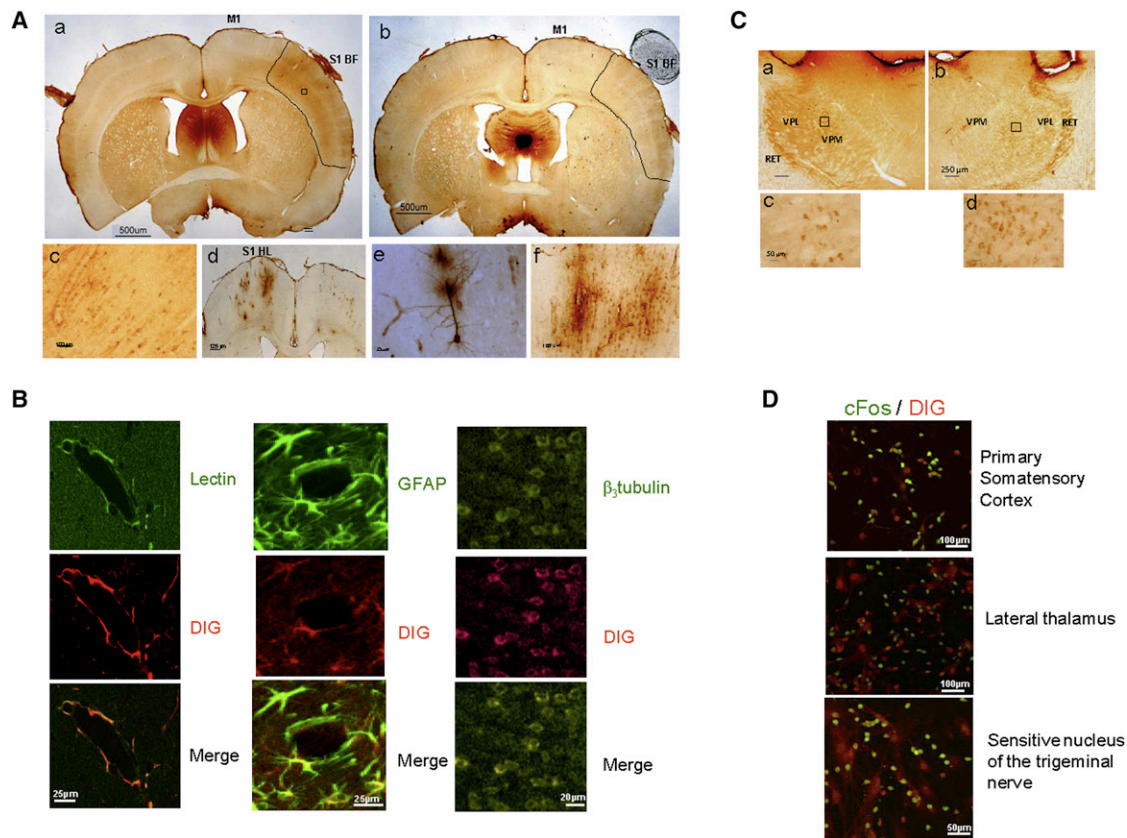 A
a
M1
S1 BF
500um
b
M1
S1 BF
500um
c
d
S1 HL
e
f
C
a
VPL
VPM
RET
b
VPM
VPL
RET
250 µm
c
50 µm
d
B
Lectin
GFAP
β3tubulin
DIG
DIG
DIG
Merge
Merge
Merge
25µm
25µm
20µm
D
cFos / DIG
Primary
Somatensory
Cortex
100µm
Lateral thalamus
100µm
Sensitive nucleus
of the trigeminal
nerve
50µm